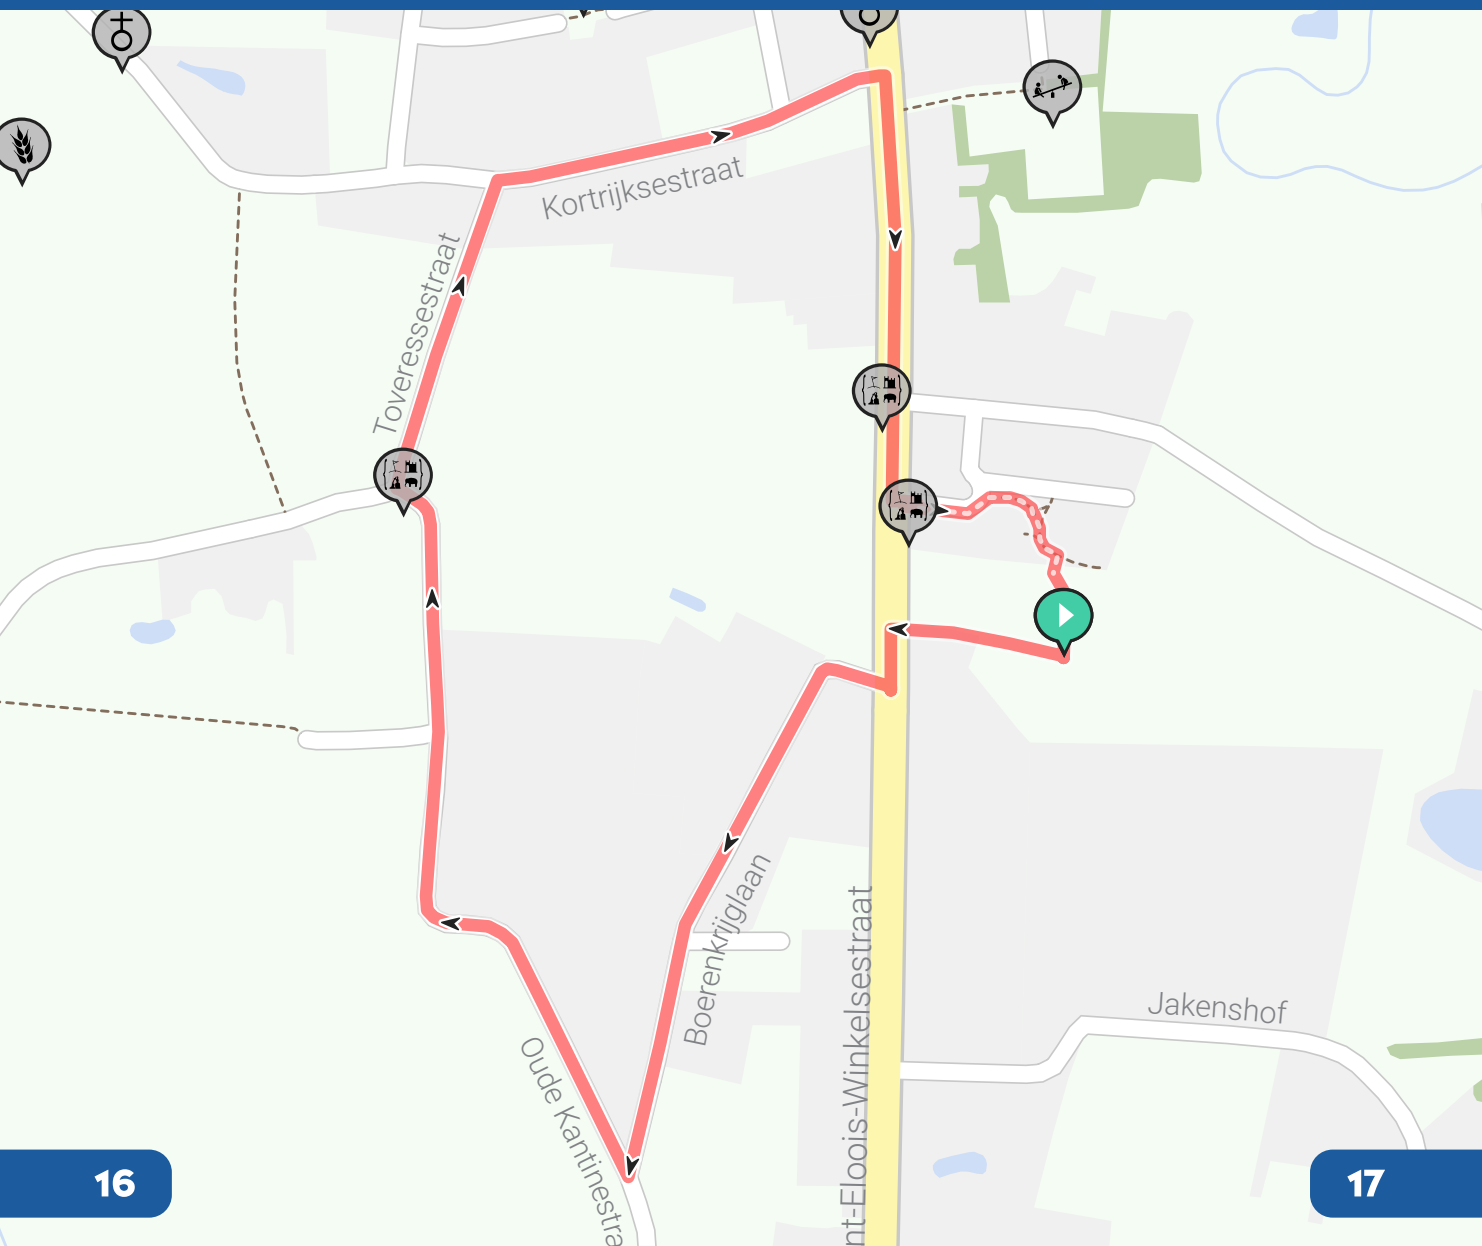 Kortrijksestraat
Toveressestraat
Boerenkrijglaan
Oude Kantinestra
nt-Eloois-Winkelsestraat
Jakenshof
16
17